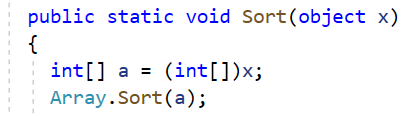 public static void Sort(object x)
{
int[] a = (int[])x;
Array.Sort(a);